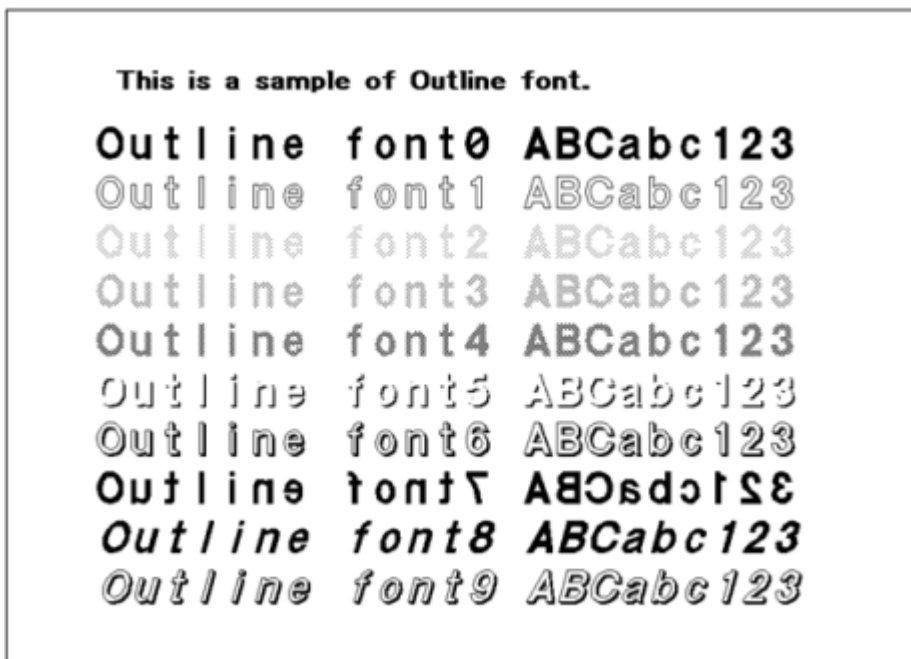 This is a sample of Outline font.
Outline font0 ABCabc123
Outline font1 ABCabc123
Outline font2 ABCabc123
Outline font3 ABCabc123
Outline font4 ABCabc123
Outline font5 ABCabc123
Outline font6 ABCabc123
Outline font7 ABCabc123
Outline font8 ABCabc123
Outline font9 ABCabc123